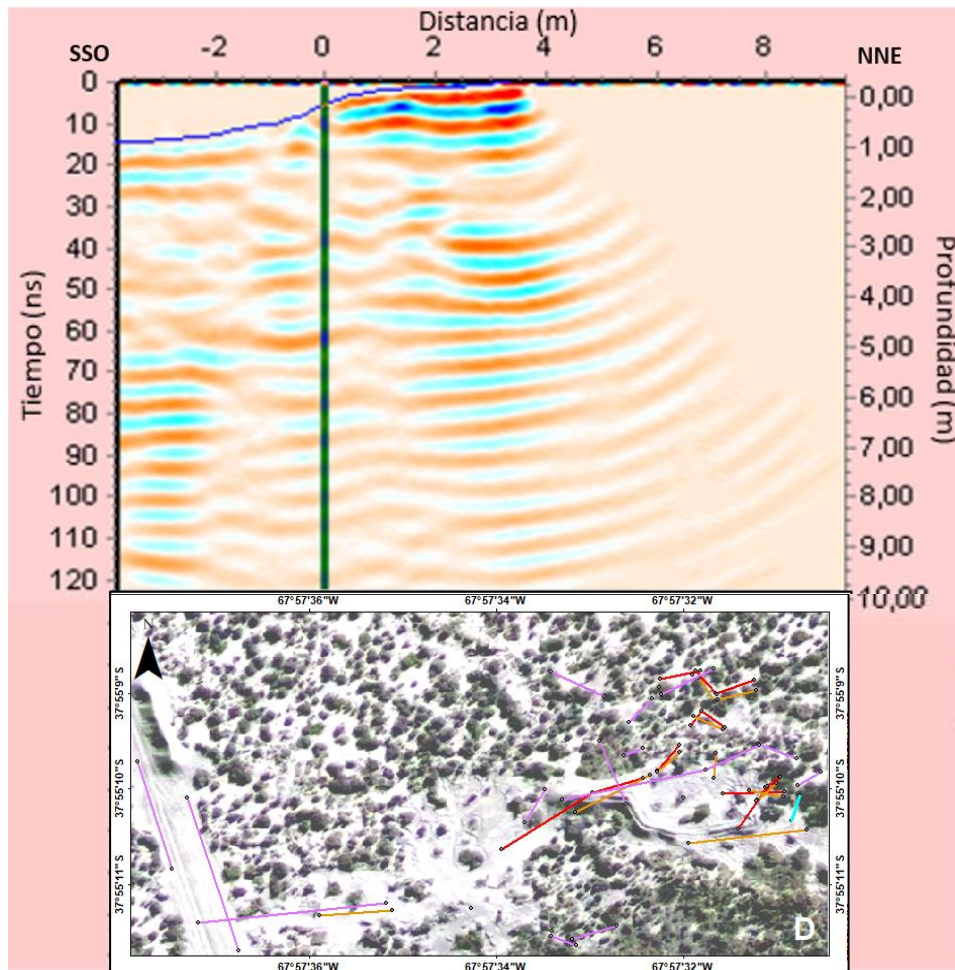 Distancia (m)
SSO -2 0 2 4 6 8 NNE
0 0,00
10 1,00
20 2,00
30
40 3,00
50 4,00
60 5,00
70 6,00
80 7,00
90
100 8,00
110 9,00
120 10,00
Tiempo (ns)
Profundidad (m)
67°57'36"W 67°57'34"W 67°57'32"W
N
37°55'9" S 37°55'9" S
37°55'10" S 37°55'10" S
37°55'11" S 37°55'11" S
D
67°57'36"W 67°57'34"W 67°57'32"W